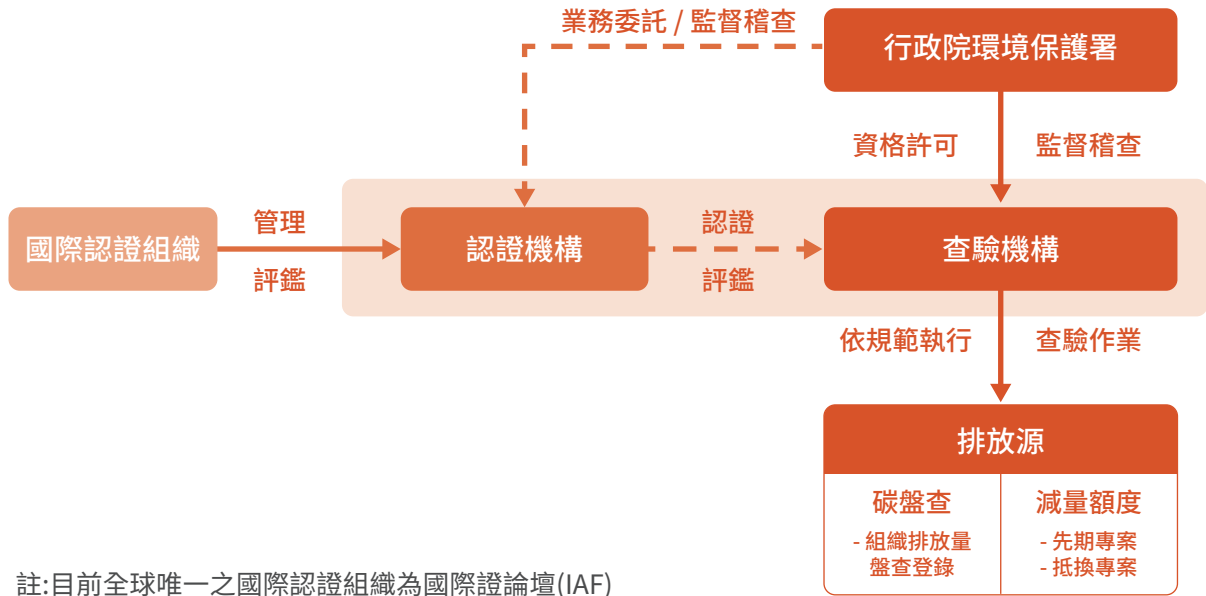 業務委託 / 監督稽查
行政院環境保護署
資格許可
監督稽查
國際認證組織
管理
評鑑
認證機構
認證
評鑑
查驗機構
依規範執行
查驗作業
排放源
碳盤查
- 組織排放量
盤查登錄
減量額度
- 先期專案
- 抵換專案
註:目前全球唯一之國際認證組織為國際證論壇(IAF)